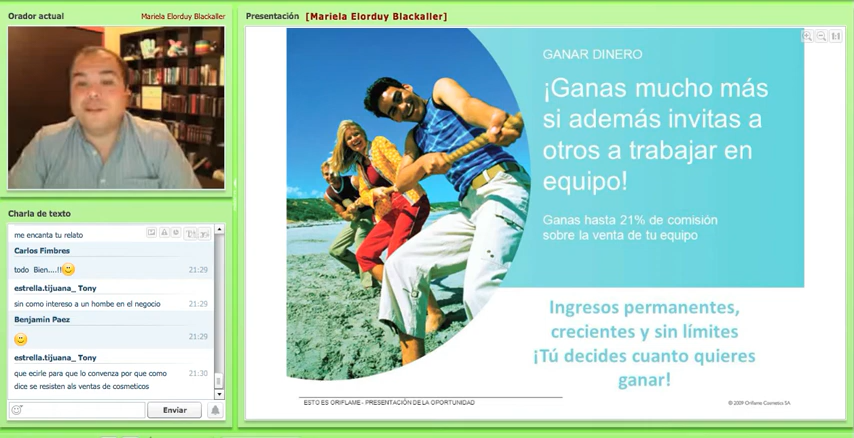 Orador actual
Mariela Elorduy Blackaller
Presentación [Mariela Elorduy Blackaller]
1:1
GANAR DINERO
¡Ganas mucho más
si además invitas a
otros a trabajar en
equipo!
Ganas hasta 21% de comisión
sobre la venta de tu equipo
Ingresos permanentes,
crecientes y sin límites
¡Tú decides cuanto quieres
ganar!
ESTO ES ORIFLAME - PRESENTACIÓN DE LA OPORTUNIDAD
© 2009 Oriflame Cosmetics SA
Charla de texto
me encanta tu relato
Carlos Fimbres
todo Bien....!!
21:29
estrella.tijuana_ Tony
sin como intereso a un hombe en el negocio
21:29
Benjamin Paez
21:29
estrella.tijuana_ Tony
que ecirle para que lo convenza por que como
21:30
dice se resisten als ventas de cosmeticos
Enviar